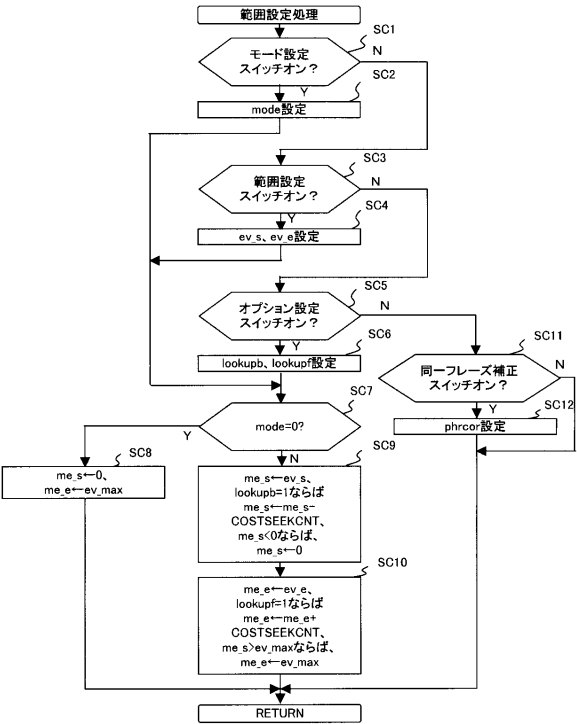 範囲設定処理
SC1
モード設定
スイッチオン？
N
SC2
Y
mode設定
SC3
範囲設定
スイッチオン？
N
SC4
Y
ev_s、ev_e設定
SC5
オプション設定
スイッチオン？
N
SC6
Y
lookupb、lookupf設定
SC11
同一フレーズ補正
スイッチオン？
N
SC12
Y
phrcor設定
SC7
mode=0?
Y
N
SC8
me_s←0、
me_e←ev_max
SC9
me_s←ev_s、
lookupb=1ならば
me_s←me_s-
COSTSEEKCNT、
me_s<0ならば、
me_s←0
SC10
me_e←ev_e、
lookupf=1ならば
me_e←me_e+
COSTSEEKCNT、
me_s>ev_maxならば、
me_e←ev_max
RETURN